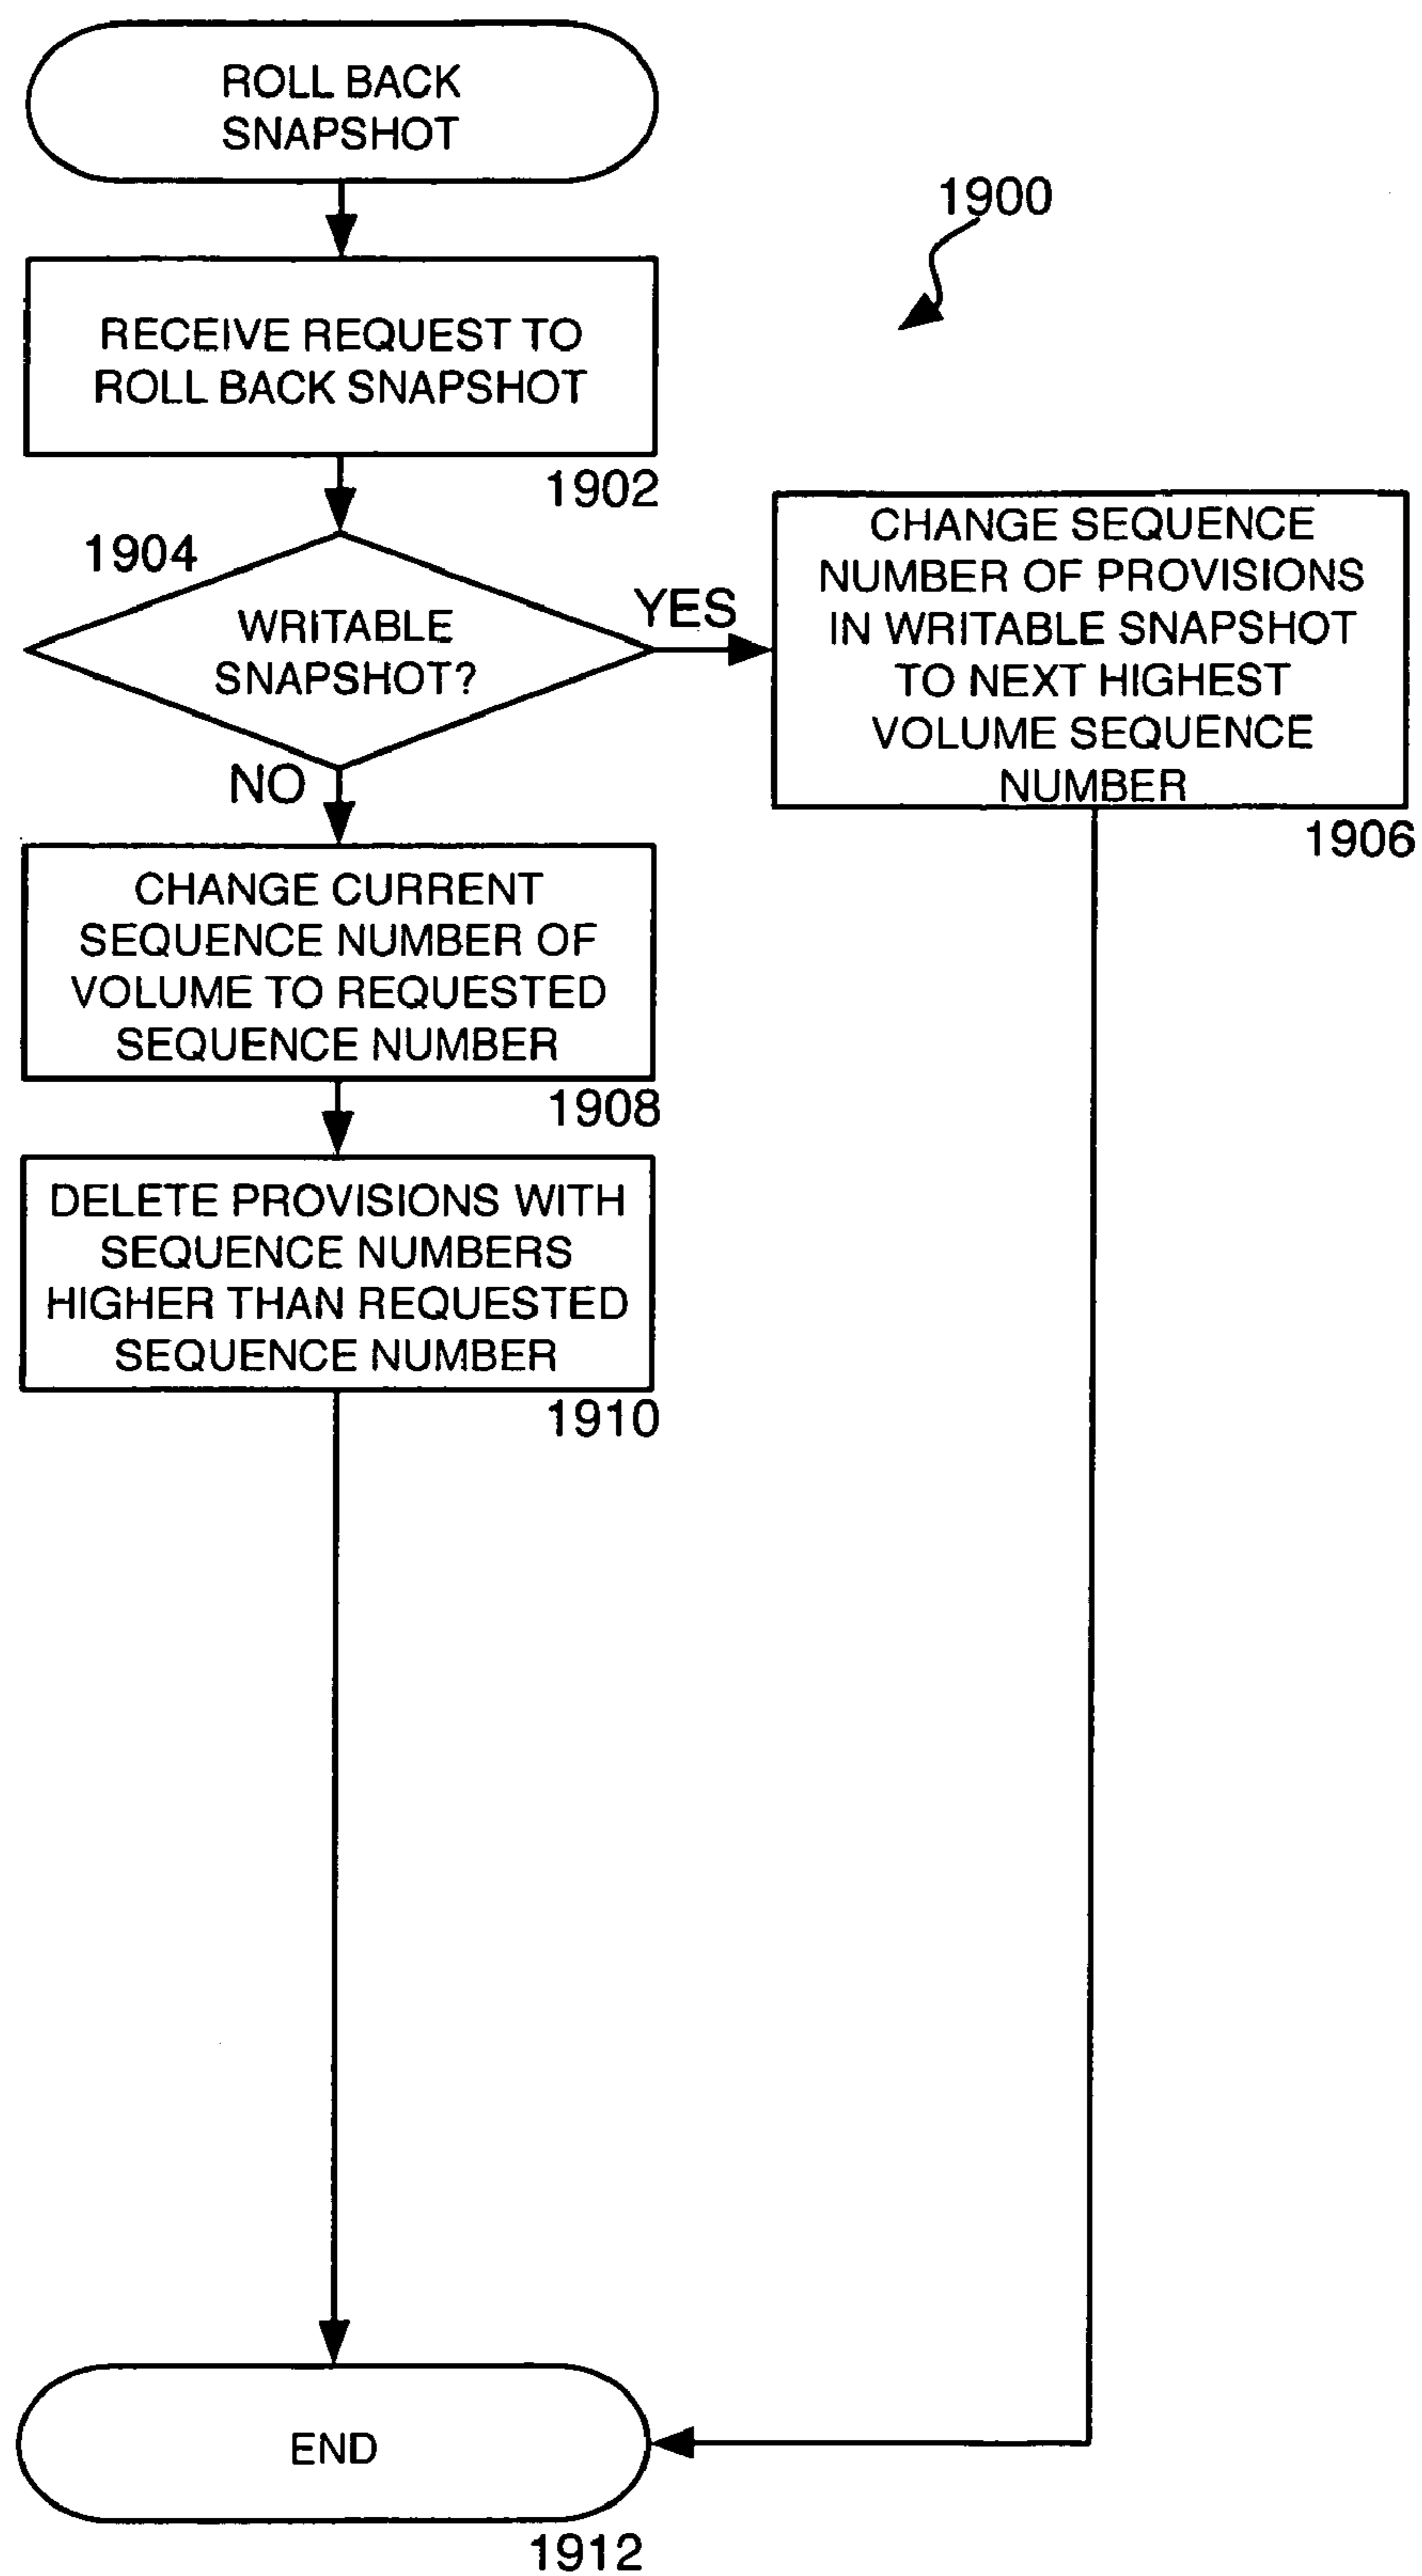 ROLL BACK
SNAPSHOT
1900
RECEIVE REQUEST TO
ROLL BACK SNAPSHOT
1902
1904
WRITABLE
SNAPSHOT?
YES
CHANGE SEQUENCE
NUMBER OF PROVISIONS
IN WRITABLE SNAPSHOT
TO NEXT HIGHEST
VOLUME SEQUENCE
NUMBER
1906
NO
CHANGE CURRENT
SEQUENCE NUMBER OF
VOLUME TO REQUESTED
SEQUENCE NUMBER
1908
DELETE PROVISIONS WITH
SEQUENCE NUMBERS
HIGHER THAN REQUESTED
SEQUENCE NUMBER
1910
END
1912